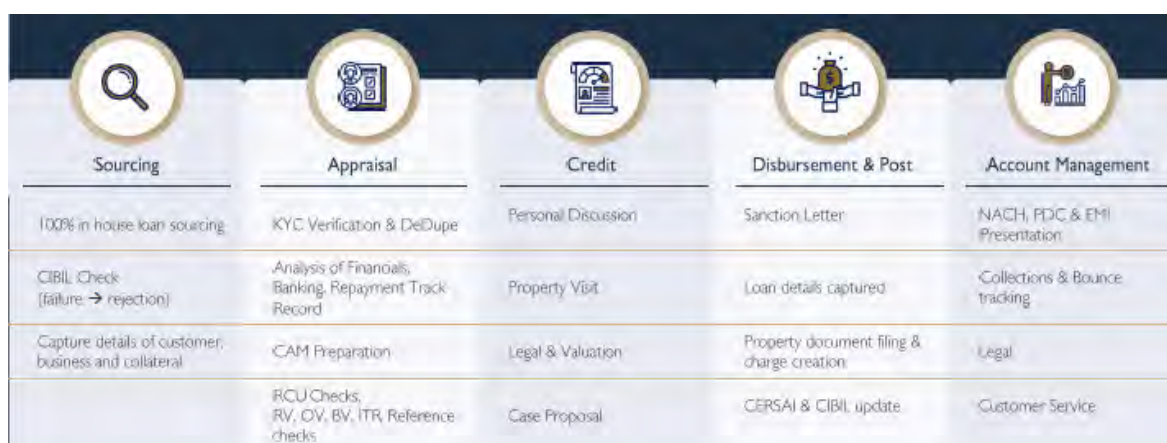 Sourcing
Appraisal
Credit
Disbursement & Post
Account Management
100% in house loan sourcing
KYC Verification & DeDupe
Personal Discussion
Sanction Letter
NACH, PDC & EMI
Presentation
CIBIL Check
(failure → rejection)
Analysis of Financials,
Banking, Repayment Track
Record
Property Visit
Loan details captured
Collections & Bounce
tracking
Capture details of customer,
business and collateral
CAM Preparation
Legal & Valuation
Property document filing &
charge creation
Legal
RCU Checks,
RV, OV, BV, ITR, Reference
checks
Case Proposal
CERSAI & CIBIL update
Customer Service